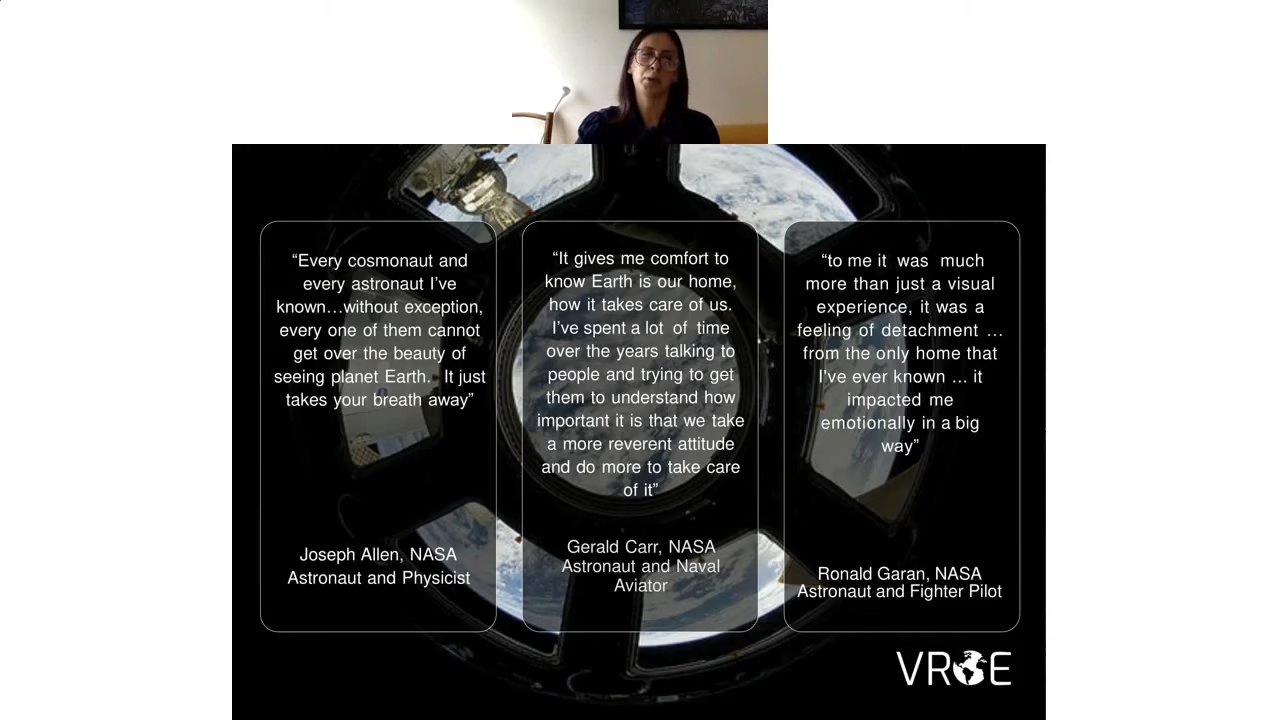 “Every cosmonaut and
every astronaut I’ve
known…without exception,
every one of them cannot
get over the beauty of
seeing planet Earth. It just
takes your breath away”
Joseph Allen, NASA
Astronaut and Physicist
“It gives me comfort to
know Earth is our home,
how it takes care of us.
I’ve spent a lot of time
over the years talking to
people and trying to get
them to understand how
important it is that we take
a more reverent attitude
and do more to take care
of it”
Gerald Carr, NASA
Astronaut and Naval
Aviator
“to me it was much
more than just a visual
experience, it was a
feeling of detachment …
from the only home that
I've ever known … it
impacted me
emotionally in a big
way”
Ronald Garan, NASA
Astronaut and Fighter Pilot
VROE